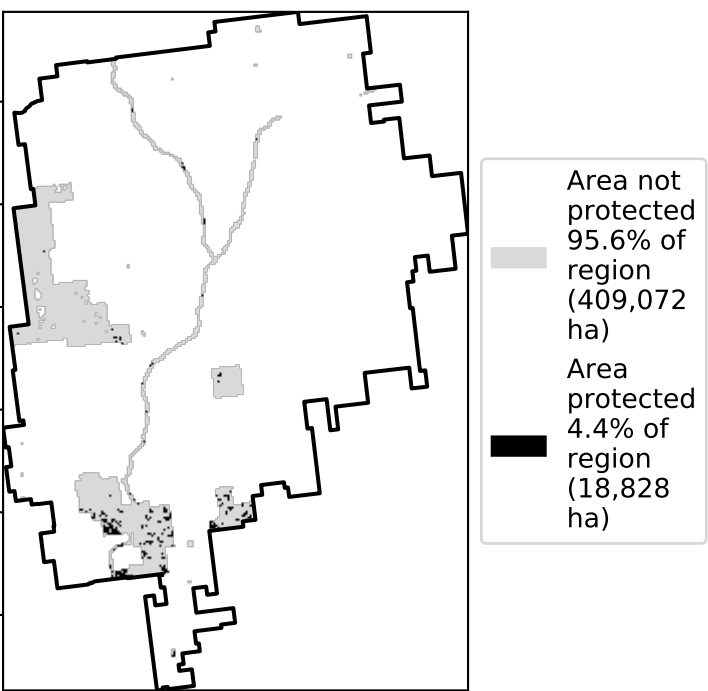 Area not
protected
95.6% of
region
(409,072
ha)
Area
protected
4.4% of
region
(18,828
ha)